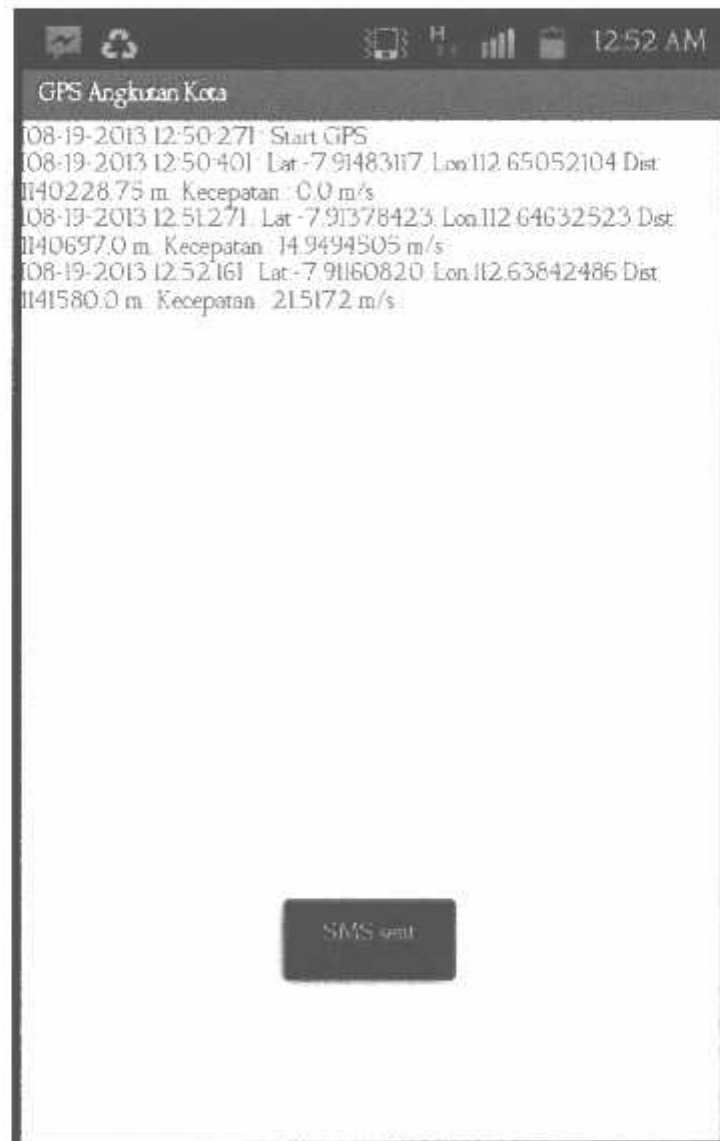 12:52 AM
GPS Angkutan Kota
[08-19-2013 12:50:27] : Start GPS
[08-19-2013 12:50:40] : Lat:-7.91483117, Lon:112.65052104 Dist:
1140228.75 m. Kecepatan : 0.0 m/s
[08-19-2013 12:51:27] : Lat:-7.91378423, Lon:112.64632523 Dist:
1140697.0 m. Kecepatan : 14.9494505 m/s
[08-19-2013 12:52:16] : Lat:-7.91160820, Lon:112.63842486 Dist:
1141580.0 m. Kecepatan : 21.5172 m/s
SMS sent